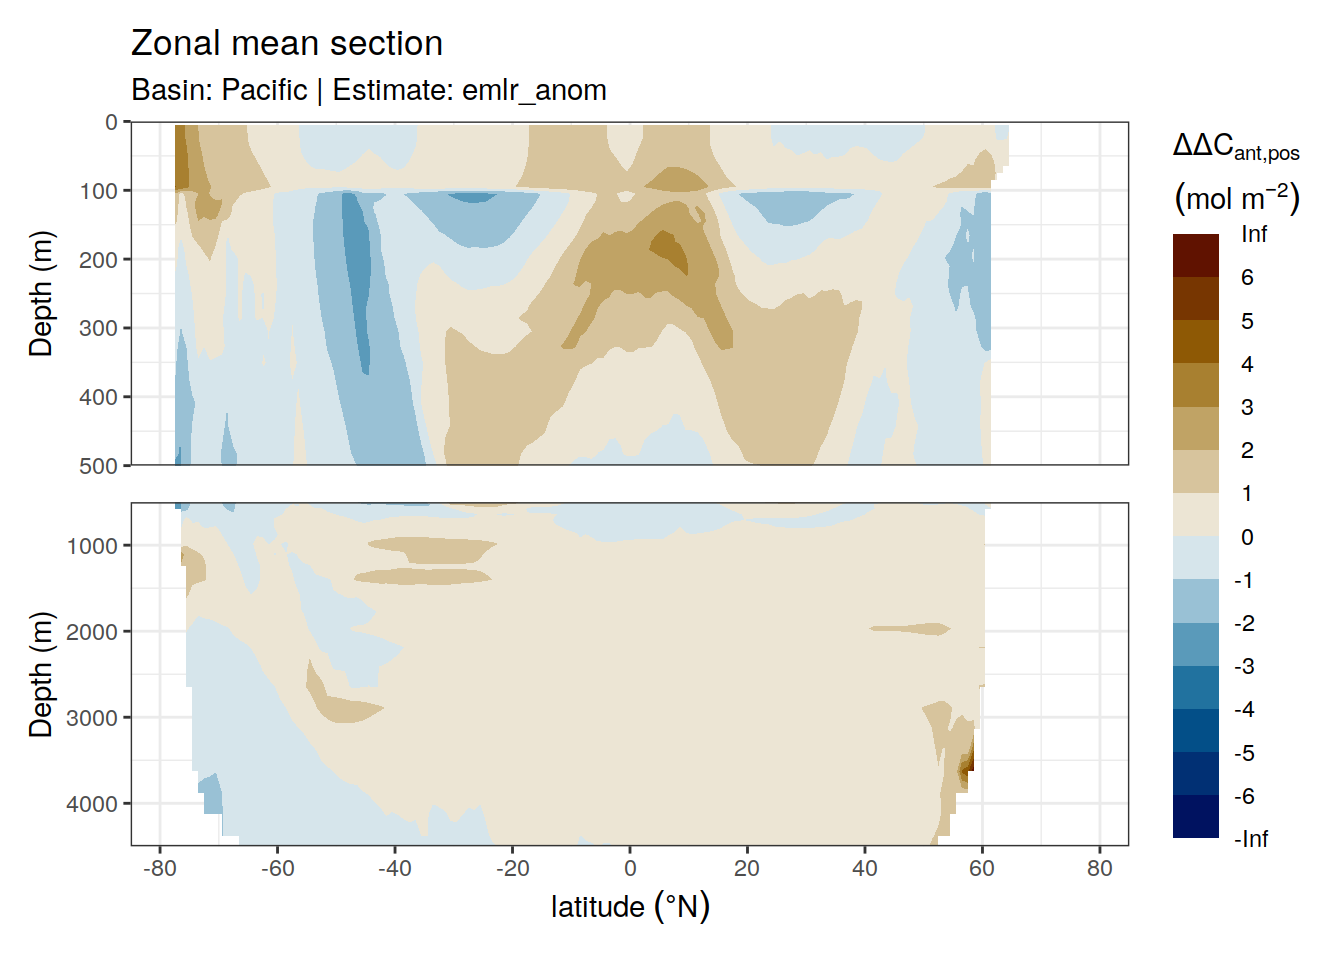 Zonal mean section
Basin: Pacific | Estimate: emlr_anom
0
100
200
300
400
500
Depth (m)
1000
2000
3000
4000
Depth (m)
-80 -60 -40 -20 0 20 40 60 80
latitude (°N)
ΔΔC_ant,pos
(mol m⁻²)
Inf
6
5
4
3
2
1
0
-1
-2
-3
-4
-5
-6
-Inf